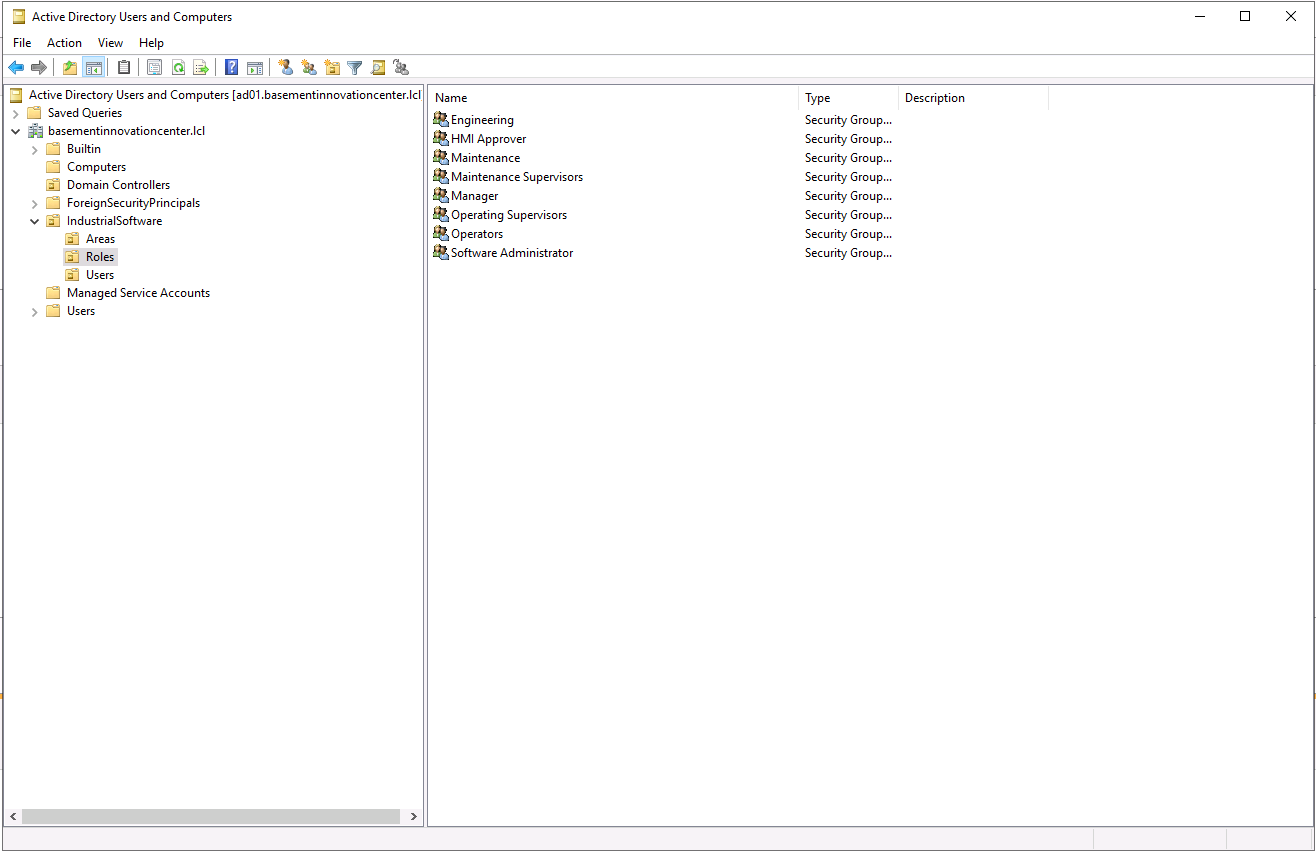 Active Directory Users and Computers
File Action View Help
Active Directory Users and Computers [ad01.basementinnovationcenter.lcl
Saved Queries
basementinnovationcenter.lcl
Builtin
Computers
Domain Controllers
ForeignSecurityPrincipals
IndustrialSoftware
Areas
Roles
Users
Managed Service Accounts
Users
Name Type Description
Engineering Security Group...
HMI Approver Security Group...
Maintenance Security Group...
Maintenance Supervisors Security Group...
Manager Security Group...
Operating Supervisors Security Group...
Operators Security Group...
Software Administrator Security Group...